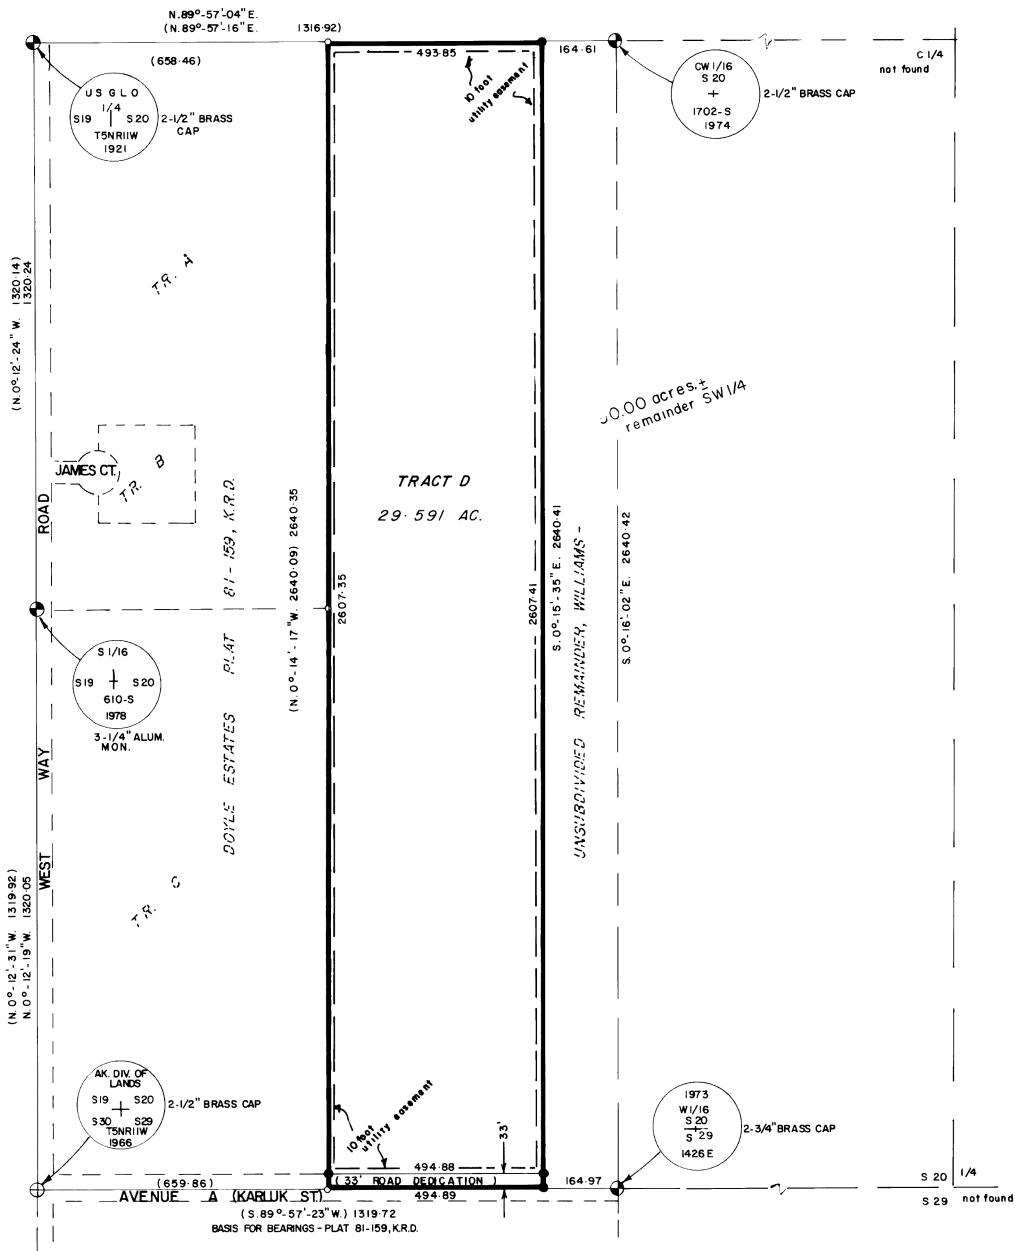 N.89°-57'-04" E.
(N.89°-57'-16" E. 1316·92)
(658·46)
493·85
164·61
C 1/4
not found
10 foot
utility easement
US GLO
1/4
S19 S20
T5NR11W
1921
2-1/2" BRASS
CAP
CW 1/16
S 20
1702-S
1974
2-1/2" BRASS CAP
(N. 0°-12'-24" W. 1320·14)
1320·24
TR. A
.00 acres.±
remainder SW 1/4
JAMES CT.
TR. B
TRACT D
29·591 AC.
WEST WAY ROAD
DOYLE ESTATES PLAT 81-159, K.R.D.
(N. 0°-14'-17" W. 2640·09) 2640·35
2607·35
2607·41
S. 0°-15'-35" E. 2640·41
UNSUBDIVIDED REMAINDER, WILLIAMS -
S. 0°-16'-02" E. 2640·42
S 1/16
S19 S20
610-S
1978
3-1/4" ALUM.
MON.
TR. C
(N. 0°-12'-31" W. 1319·92)
N. 0°-12'-19" W. 1320·05
AK. DIV. OF
LANDS
S19 S20
S30 S29
T5NR11W
1966
2-1/2" BRASS CAP
10 foot
utility easement
33'
1973
W 1/16
S 20
S 29
1426 E
2-3/4" BRASS CAP
494·88
(659·86)
( 33' ROAD DEDICATION )
164·97
S 20 1/4
AVENUE A (KARLUK ST)
494·89
S 29 not found
(S.89°-57'-23" W.) 1319·72
BASIS FOR BEARINGS - PLAT 81-159, K.R.D.